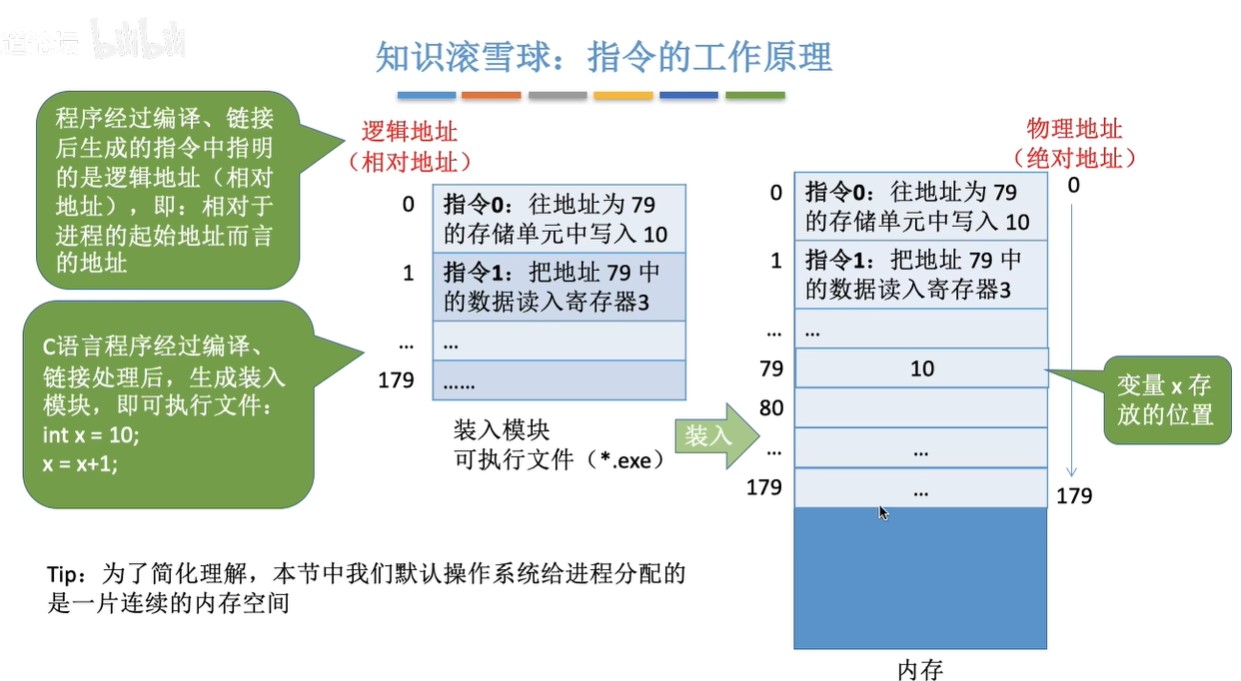 知识滚雪球：指令的工作原理
程序经过编译、链接
后生成的指令中指明
的是逻辑地址（相对
地址），即：相对于
进程的起始地址而言
的地址
C语言程序经过编译、
链接处理后，生成装入
模块，即可执行文件：
int x = 10;
x = x+1;
逻辑地址
（相对地址）
0
指令0：往地址为 79
的存储单元中写入 10
1
指令1：把地址 79 中
的数据读入寄存器3
...
...
179
......
装入模块
可执行文件（*.exe）
装入
物理地址
（绝对地址）
0
0
指令0：往地址为 79
的存储单元中写入 10
1
指令1：把地址 79 中
的数据读入寄存器3
...
...
79
10
80
...
...
179
...
179
变量 x 存
放的位置
内存
Tip：为了简化理解，本节中我们默认操作系统给进程分配的
是一片连续的内存空间
bilibili